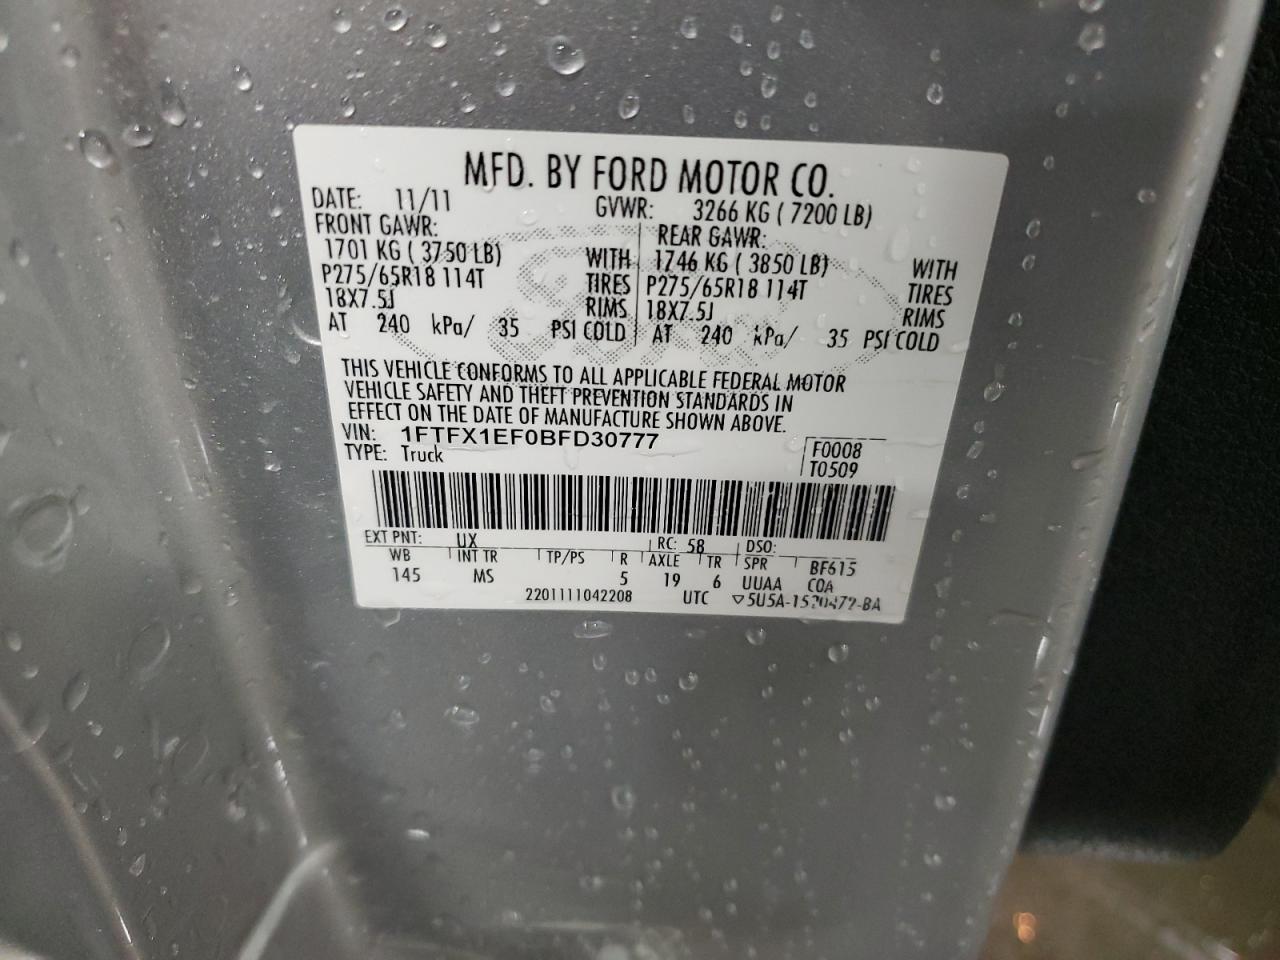 MFD. BY FORD MOTOR CO.
DATE: 11/11 GVWR: 3266 KG ( 7200 LB)
FRONT GAWR: REAR GAWR:
1701 KG ( 3750 LB) WITH 1746 KG ( 3850 LB) WITH
P275/65R18 114T TIRES P275/65R18 114T TIRES
18X7.5J RIMS 18X7.5J RIMS
AT 240 kPa/ 35 PSI COLD AT 240 kPa/ 35 PSI COLD
THIS VEHICLE CONFORMS TO ALL APPLICABLE FEDERAL MOTOR
VEHICLE SAFETY AND THEFT PREVENTION STANDARDS IN
EFFECT ON THE DATE OF MANUFACTURE SHOWN ABOVE.
VIN: 1FTFX1EF0BFD30777 F0008
TYPE: Truck T0509
EXT PNT: UX RC: 58 DSO:
WB INT TR TP/PS R AXLE TR SPR BF615
145 MS 5 19 6 UUAA COA
2201111042208 UTC ▽5U5A-1520472-BA